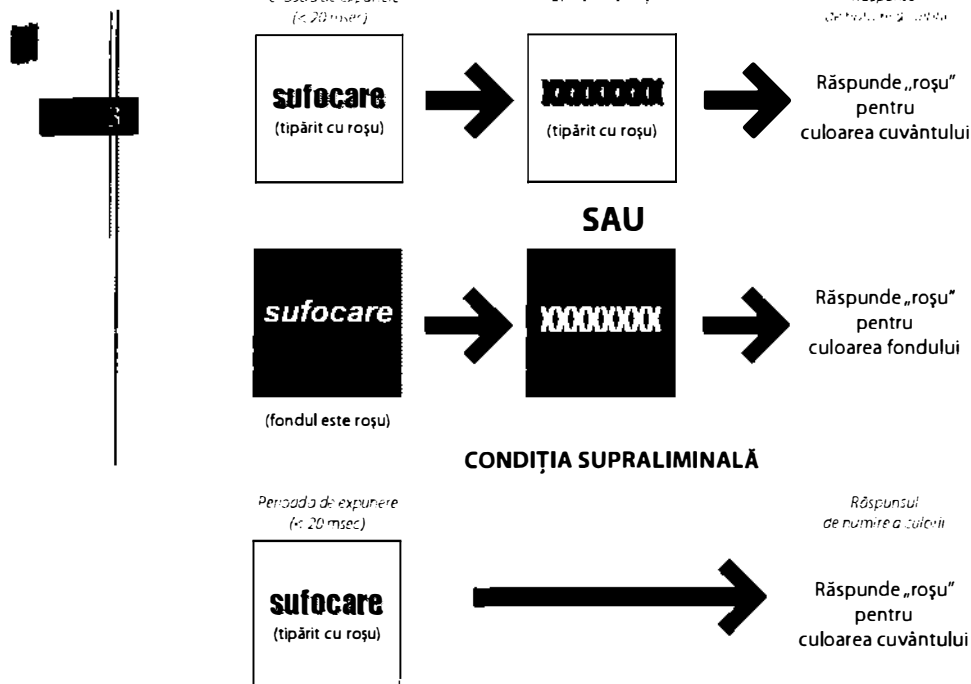 (< 20 msec)
sufocare
(tipărit cu roșu)
XXXXXXXX
(tipărit cu roșu)
Răspunde „roșu"
pentru
culoarea cuvântului
SAU
sufocare
XXXXXXXX
Răspunde „roșu"
pentru
culoarea fondului
(fondul este roșu)
CONDIȚIA SUPRALIMINALĂ
Perioada de expunere
(< 20 msec)
Răspunsul
de numire a culorii
sufocare
(tipărit cu roșu)
Răspunde „roșu"
pentru
culoarea cuvântului